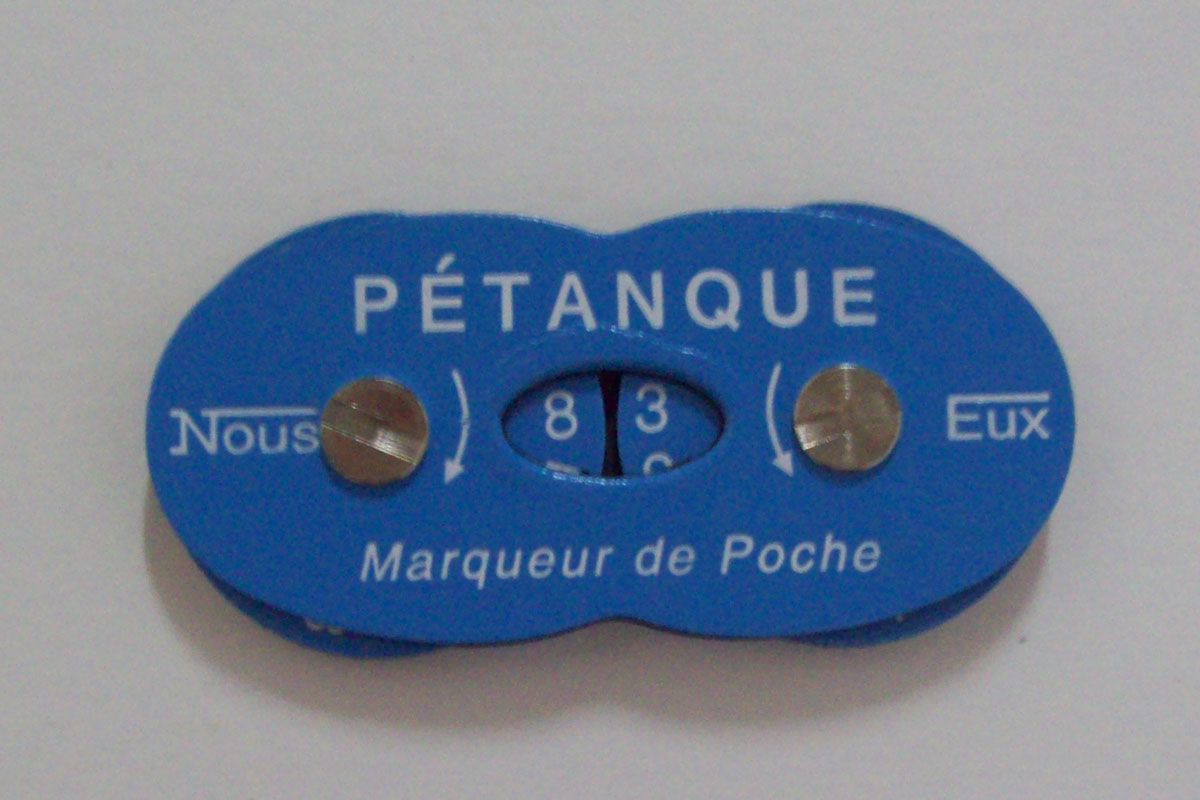 PÉTANQUE
Nous 8 3 Eux
Marqueur de Poche